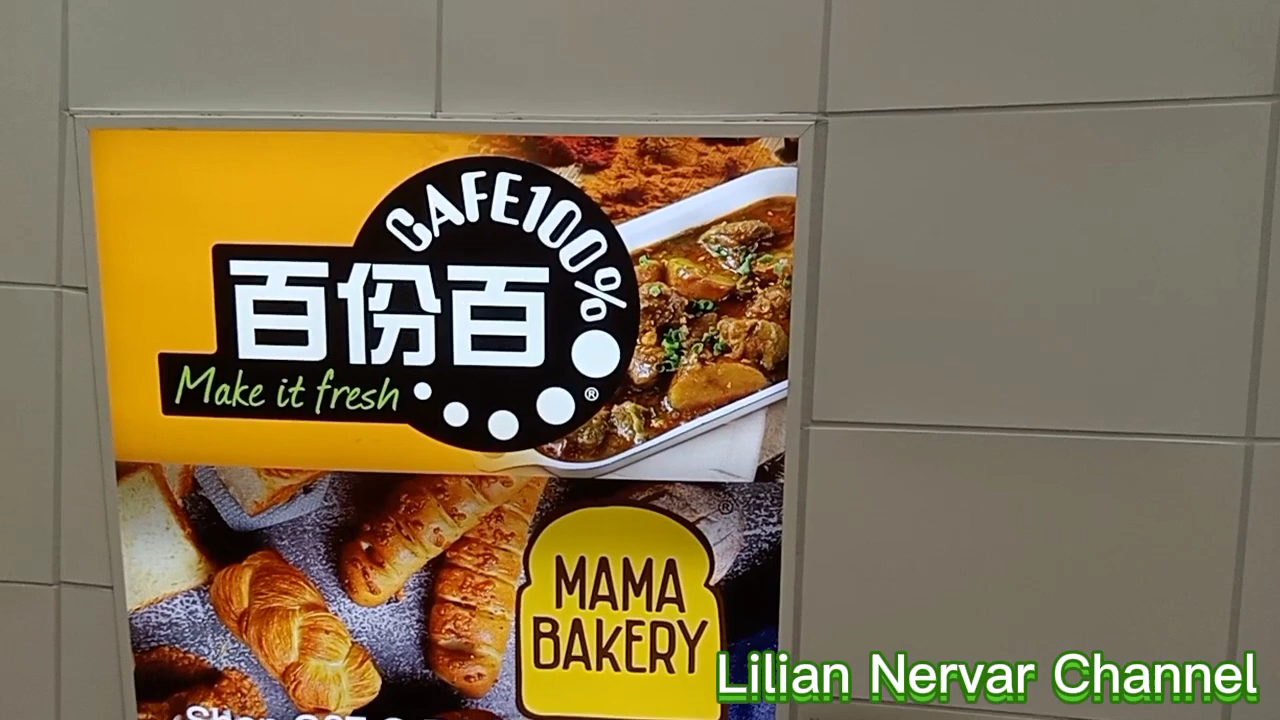 CAFE100%
百份百
Make it fresh
®
®
MAMA
BAKERY
Lilian Nervar Channel